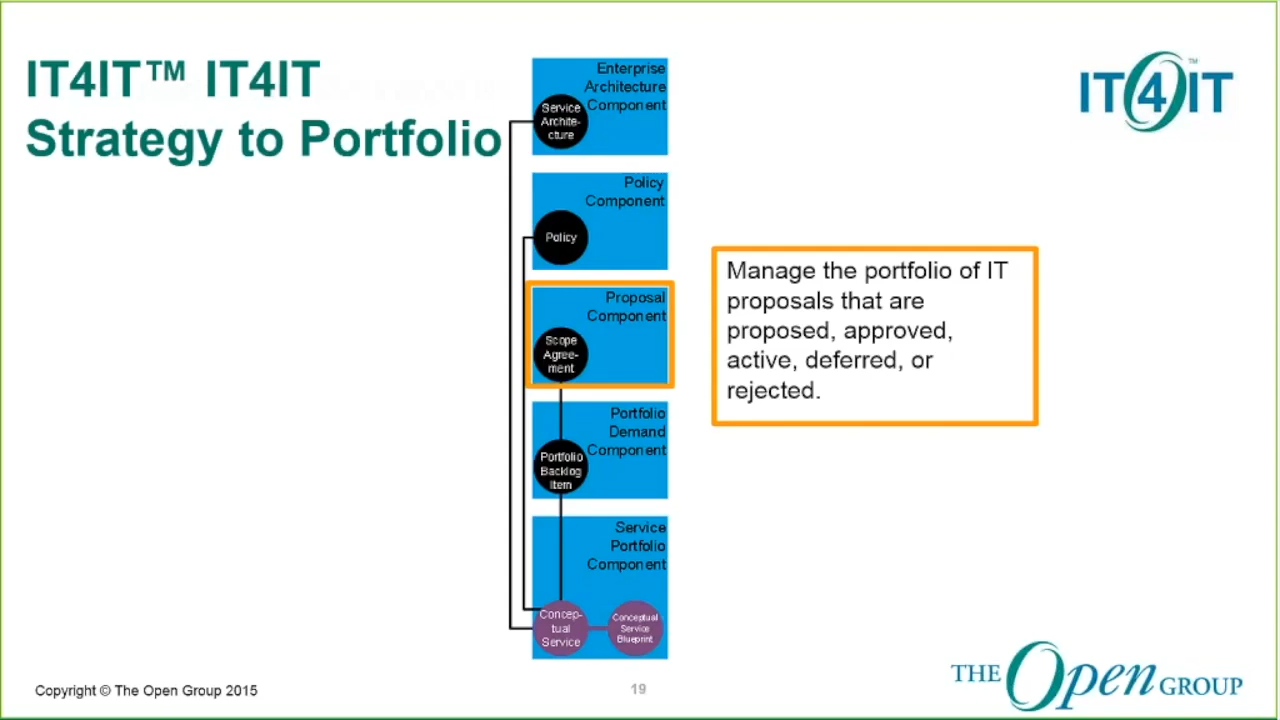 IT4IT™ IT4IT
Strategy to Portfolio
IT4IT™
Enterprise
Architecture
Component
Service
Archite-
cture
Policy
Component
Policy
Proposal
Component
Scope
Agree-
ment
Manage the portfolio of IT
proposals that are
proposed, approved,
active, deferred, or
rejected.
Portfolio
Demand
Component
Portfolio
Backlog
Item
Service
Portfolio
Component
Concep-
tual
Service
Conceptual
Service
Blueprint
Copyright © The Open Group 2015
19
THE Open GROUP